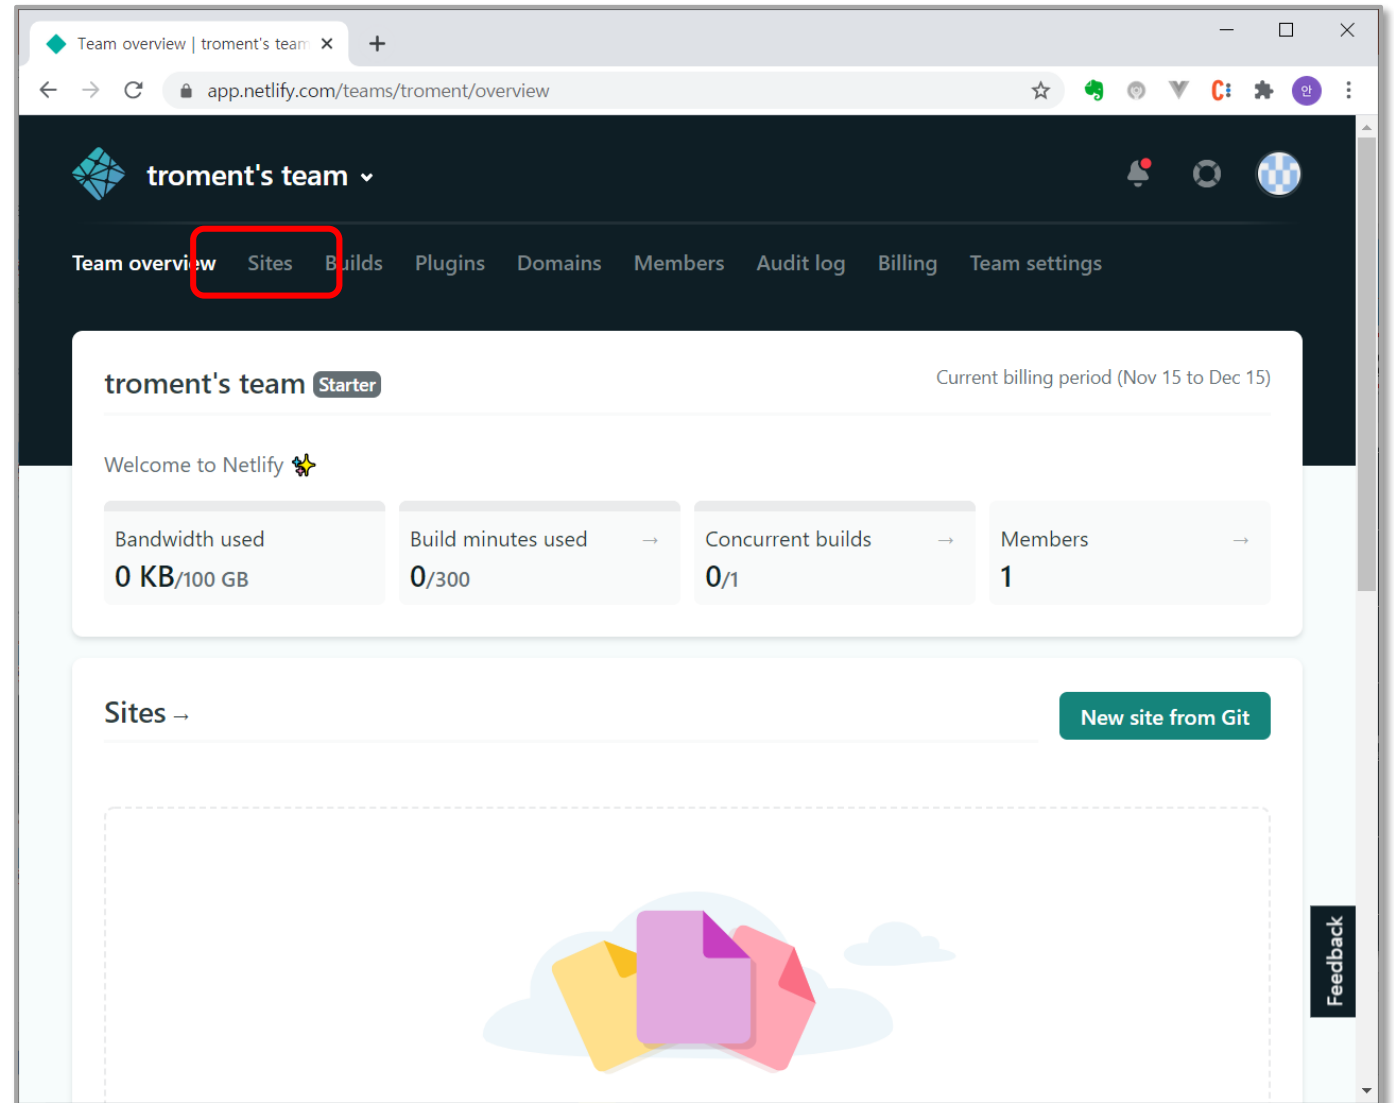 Team overview | troment's team
app.netlify.com/teams/troment/overview
안
troment's team
Team overview Sites Builds Plugins Domains Members Audit log Billing Team settings
troment's team Starter
Current billing period (Nov 15 to Dec 15)
Welcome to Netlify
Bandwidth used
0 KB/100 GB
Build minutes used →
0/300
Concurrent builds →
0/1
Members →
1
Sites →
New site from Git
Feedback